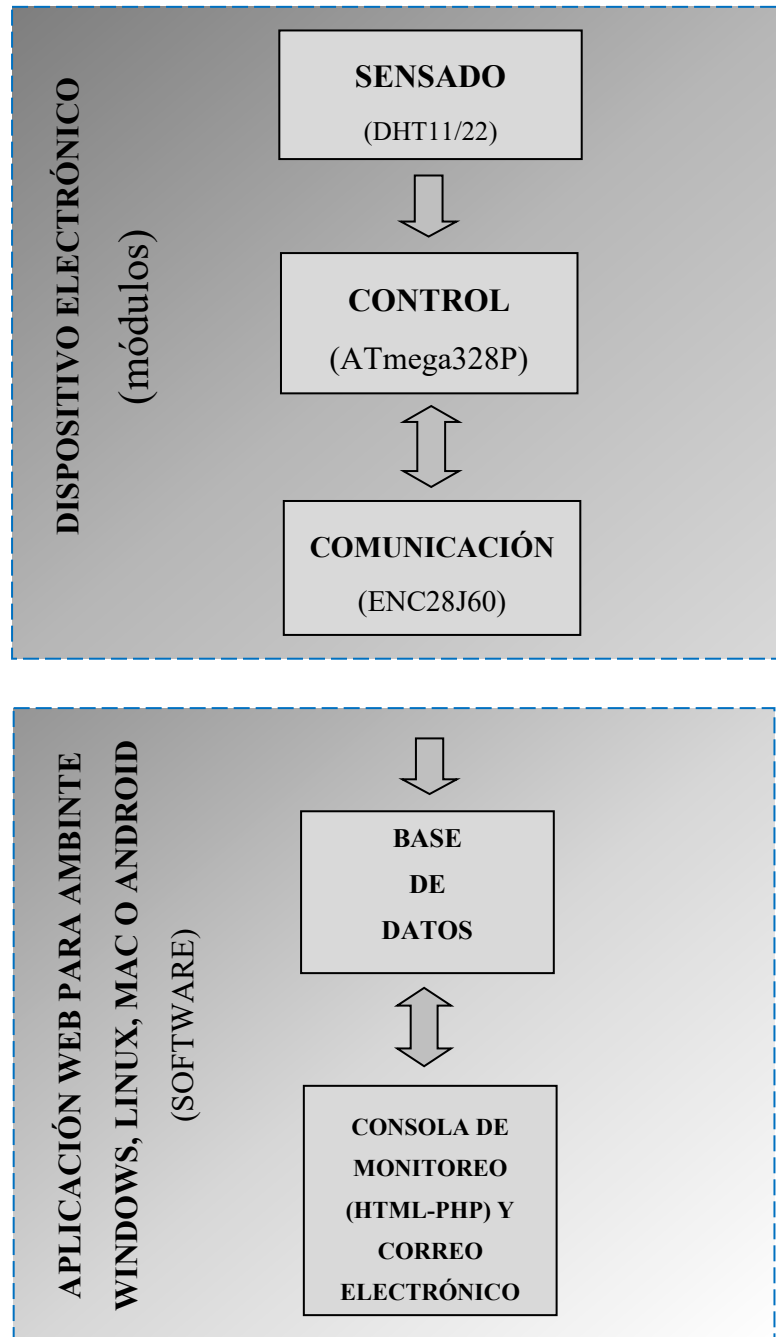 DISPOSITIVO ELECTRÓNICO
(módulos)
SENSADO
(DHT11/22)
CONTROL
(ATmega328P)
COMUNICACIÓN
(ENC28J60)
APLICACIÓN WEB PARA AMBINTE
WINDOWS, LINUX, MAC O ANDROID
(SOFTWARE)
BASE
DE
DATOS
CONSOLA DE
MONITOREO
(HTML-PHP) Y
CORREO
ELECTRÓNICO